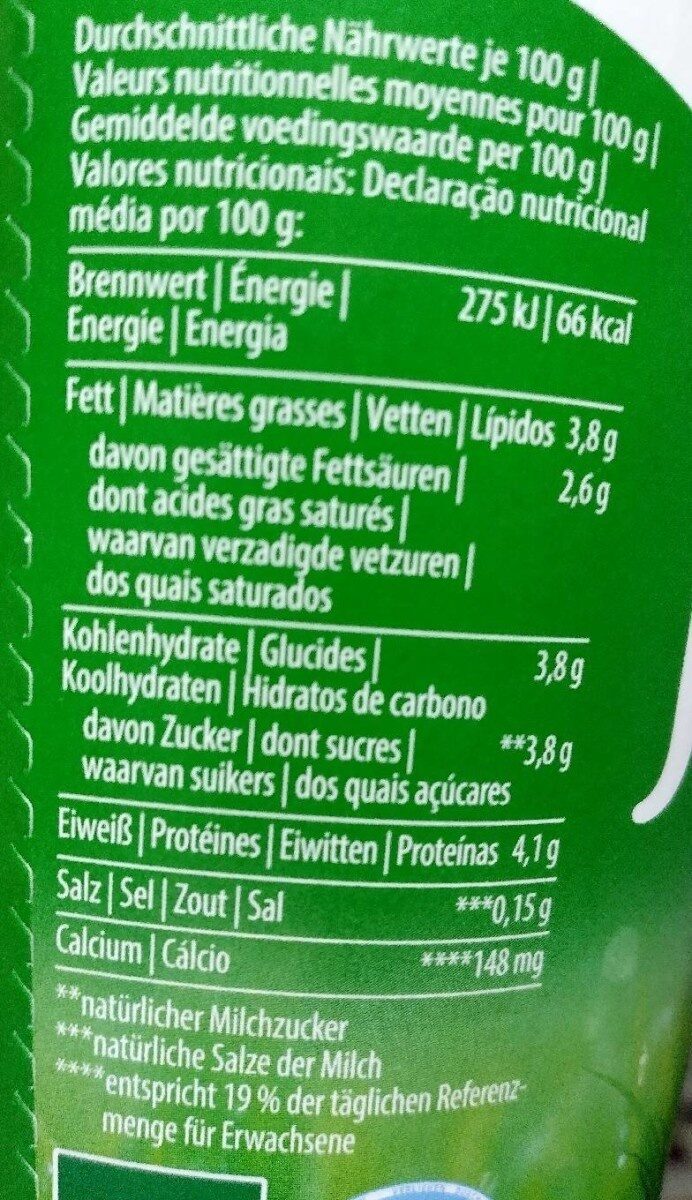 Durchschnittliche Nährwerte je 100 g |
Valeurs nutritionnelles moyennes pour 100 g |
Gemiddelde voedingswaarde per 100 g |
Valores nutricionais: Declaração nutricional
média por 100 g:
Brennwert | Énergie | 275 kJ | 66 kcal
Energie | Energia
Fett | Matières grasses | Vetten | Lípidos 3,8 g
davon gesättigte Fettsäuren | 2,6 g
dont acides gras saturés |
waarvan verzadigde vetzuren |
dos quais saturados
Kohlenhydrate | Glucides | 3,8 g
Koolhydraten | Hidratos de carbono
davon Zucker | dont sucres | **3,8 g
waarvan suikers | dos quais açúcares
Eiweiß | Protéines | Eiwitten | Proteínas 4,1 g
Salz | Sel | Zout | Sal ***0,15 g
Calcium | Cálcio ****148 mg
**natürlicher Milchzucker
***natürliche Salze der Milch
****entspricht 19 % der täglichen Referenz-
menge für Erwachsene